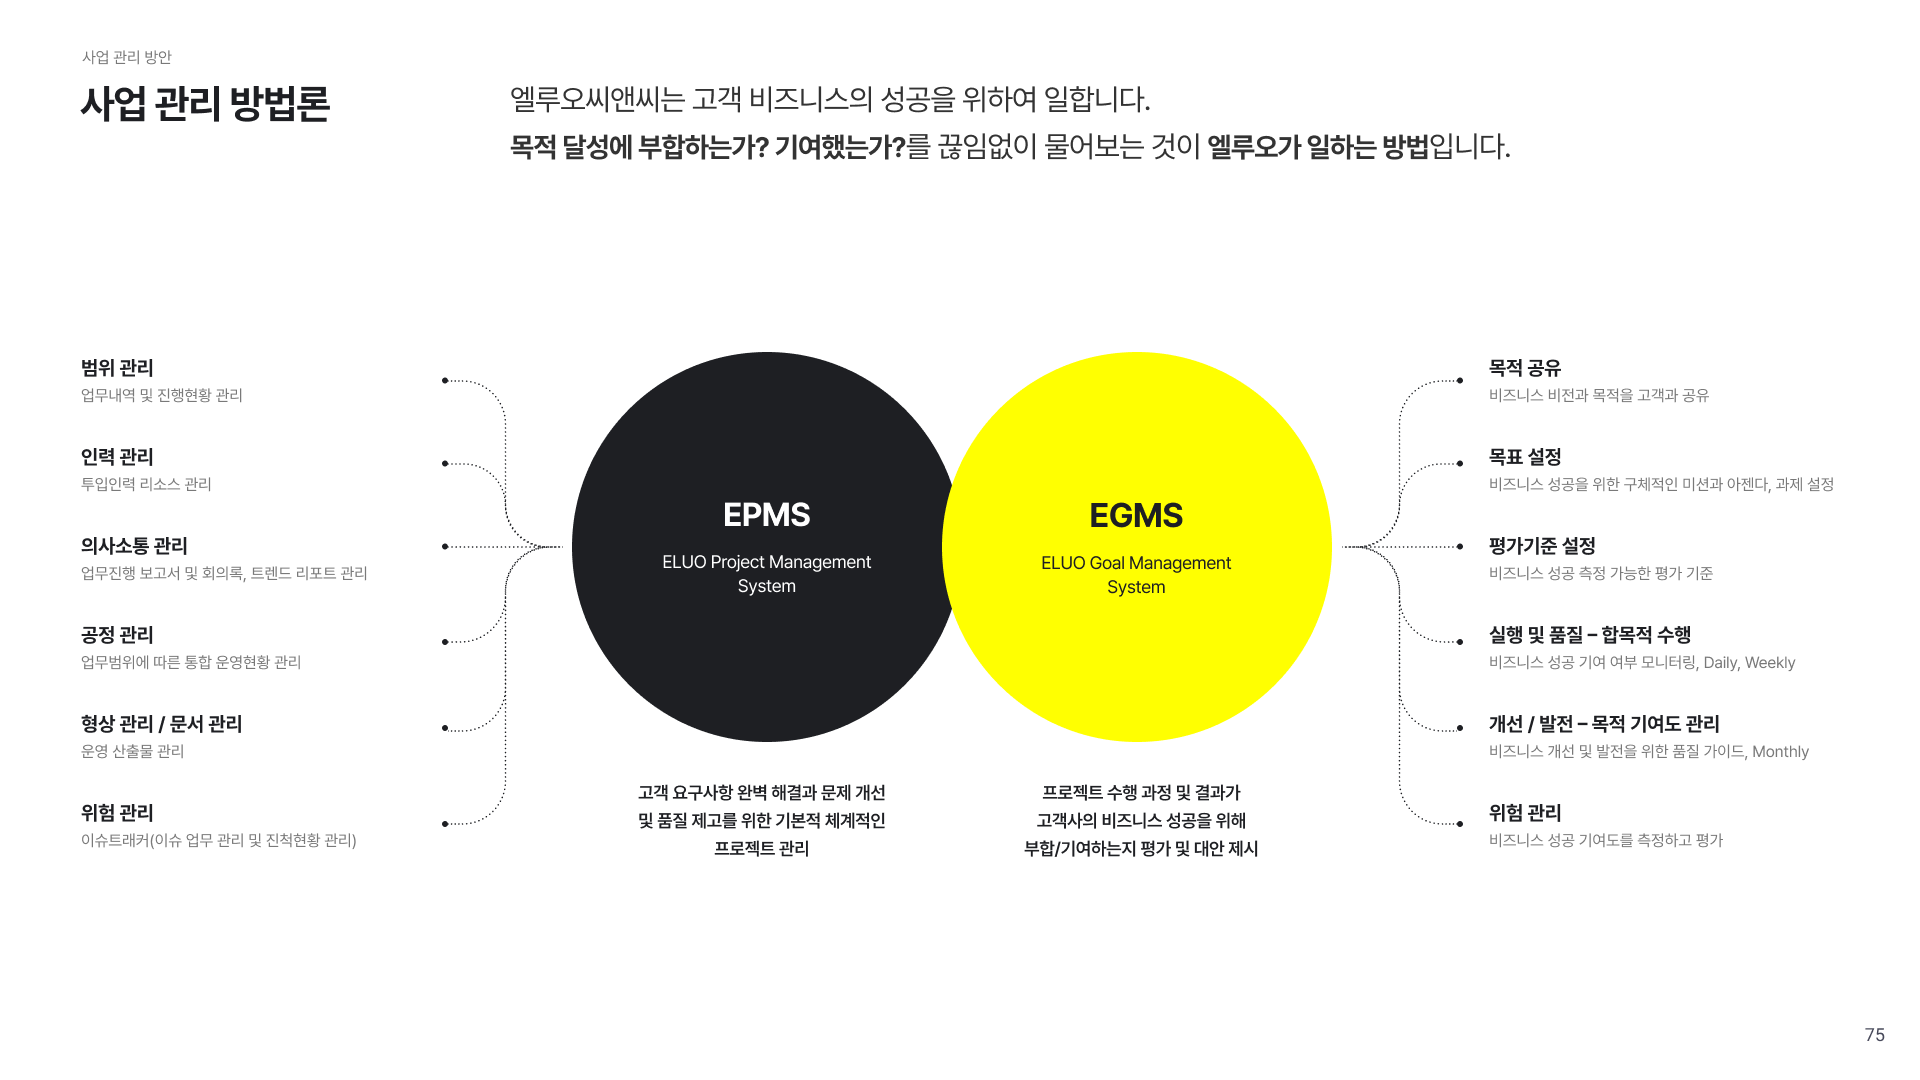 사업 관리 방안
사업 관리 방법론
엘루오씨앤씨는 고객 비즈니스의 성공을 위하여 일합니다.
목적 달성에 부합하는가? 기여했는가?를 끊임없이 물어보는 것이 엘루오가 일하는 방법입니다.
범위 관리
업무내역 및 진행현황 관리
인력 관리
투입인력 리소스 관리
의사소통 관리
업무진행 보고서 및 회의록, 트렌드 리포트 관리
공정 관리
업무범위에 따른 통합 운영현황 관리
형상 관리 / 문서 관리
운영 산출물 관리
위험 관리
이슈트래커(이슈 업무 관리 및 진척현황 관리)
EPMS
ELUO Project Management
System
고객 요구사항 완벽 해결과 문제 개선
및 품질 제고를 위한 기본적 체계적인
프로젝트 관리
EGMS
ELUO Goal Management
System
프로젝트 수행 과정 및 결과가
고객사의 비즈니스 성공을 위해
부합/기여하는지 평가 및 대안 제시
목적 공유
비즈니스 비전과 목적을 고객과 공유
목표 설정
비즈니스 성공을 위한 구체적인 미션과 아젠다, 과제 설정
평가기준 설정
비즈니스 성공 측정 가능한 평가 기준
실행 및 품질 – 합목적 수행
비즈니스 성공 기여 여부 모니터링, Daily, Weekly
개선 / 발전 – 목적 기여도 관리
비즈니스 개선 및 발전을 위한 품질 가이드, Monthly
위험 관리
비즈니스 성공 기여도를 측정하고 평가
75